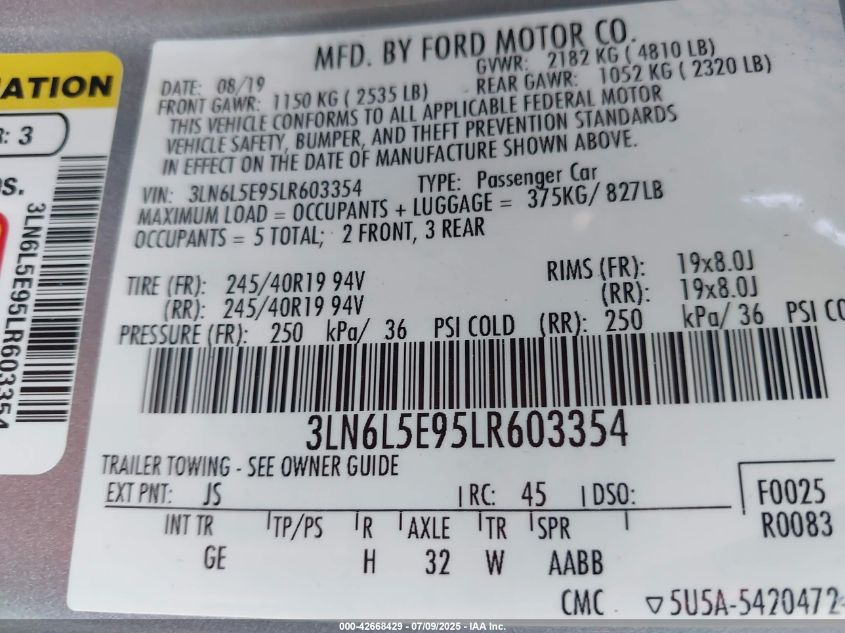 ATION
R: 3
3LN6L5E95LR603354
MFD. BY FORD MOTOR CO.
DATE: 08/19 GVWR: 2182 KG ( 4810 LB)
FRONT GAWR: 1150 KG ( 2535 LB) REAR GAWR: 1052 KG ( 2320 LB)
THIS VEHICLE CONFORMS TO ALL APPLICABLE FEDERAL MOTOR
VEHICLE SAFETY, BUMPER, AND THEFT PREVENTION STANDARDS
IN EFFECT ON THE DATE OF MANUFACTURE SHOWN ABOVE.
VIN: 3LN6L5E95LR603354 TYPE: Passenger Car
MAXIMUM LOAD = OCCUPANTS + LUGGAGE = 375KG/ 827LB
OCCUPANTS = 5 TOTAL; 2 FRONT, 3 REAR
TIRE (FR): 245/40R19 94V RIMS (FR): 19x8.0J
(RR): 245/40R19 94V (RR): 19x8.0J
PRESSURE (FR): 250 kPa/ 36 PSI COLD (RR): 250 kPa/ 36 PSI CO
3LN6L5E95LR603354
TRAILER TOWING - SEE OWNER GUIDE
EXT PNT: JS RC: 45 DSO: F0025
INT TR TP/PS R AXLE TR SPR R0083
GE H 32 W AABB
CMC ▽5U5A-5420472-
000-42668429 - 07/09/2025 - IAA Inc.